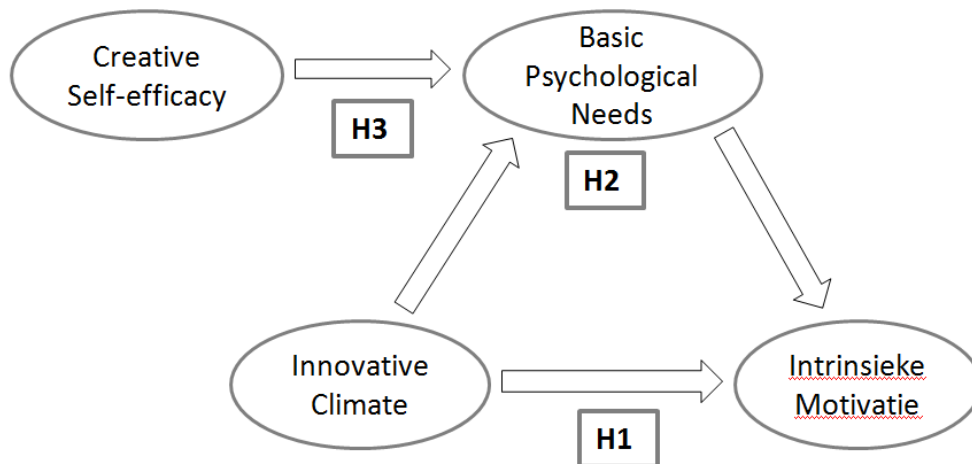 Creative
Self-efficacy
Basic
Psychological
Needs
H3
H2
Innovative
Climate
Intrinsieke
Motivatie
H1